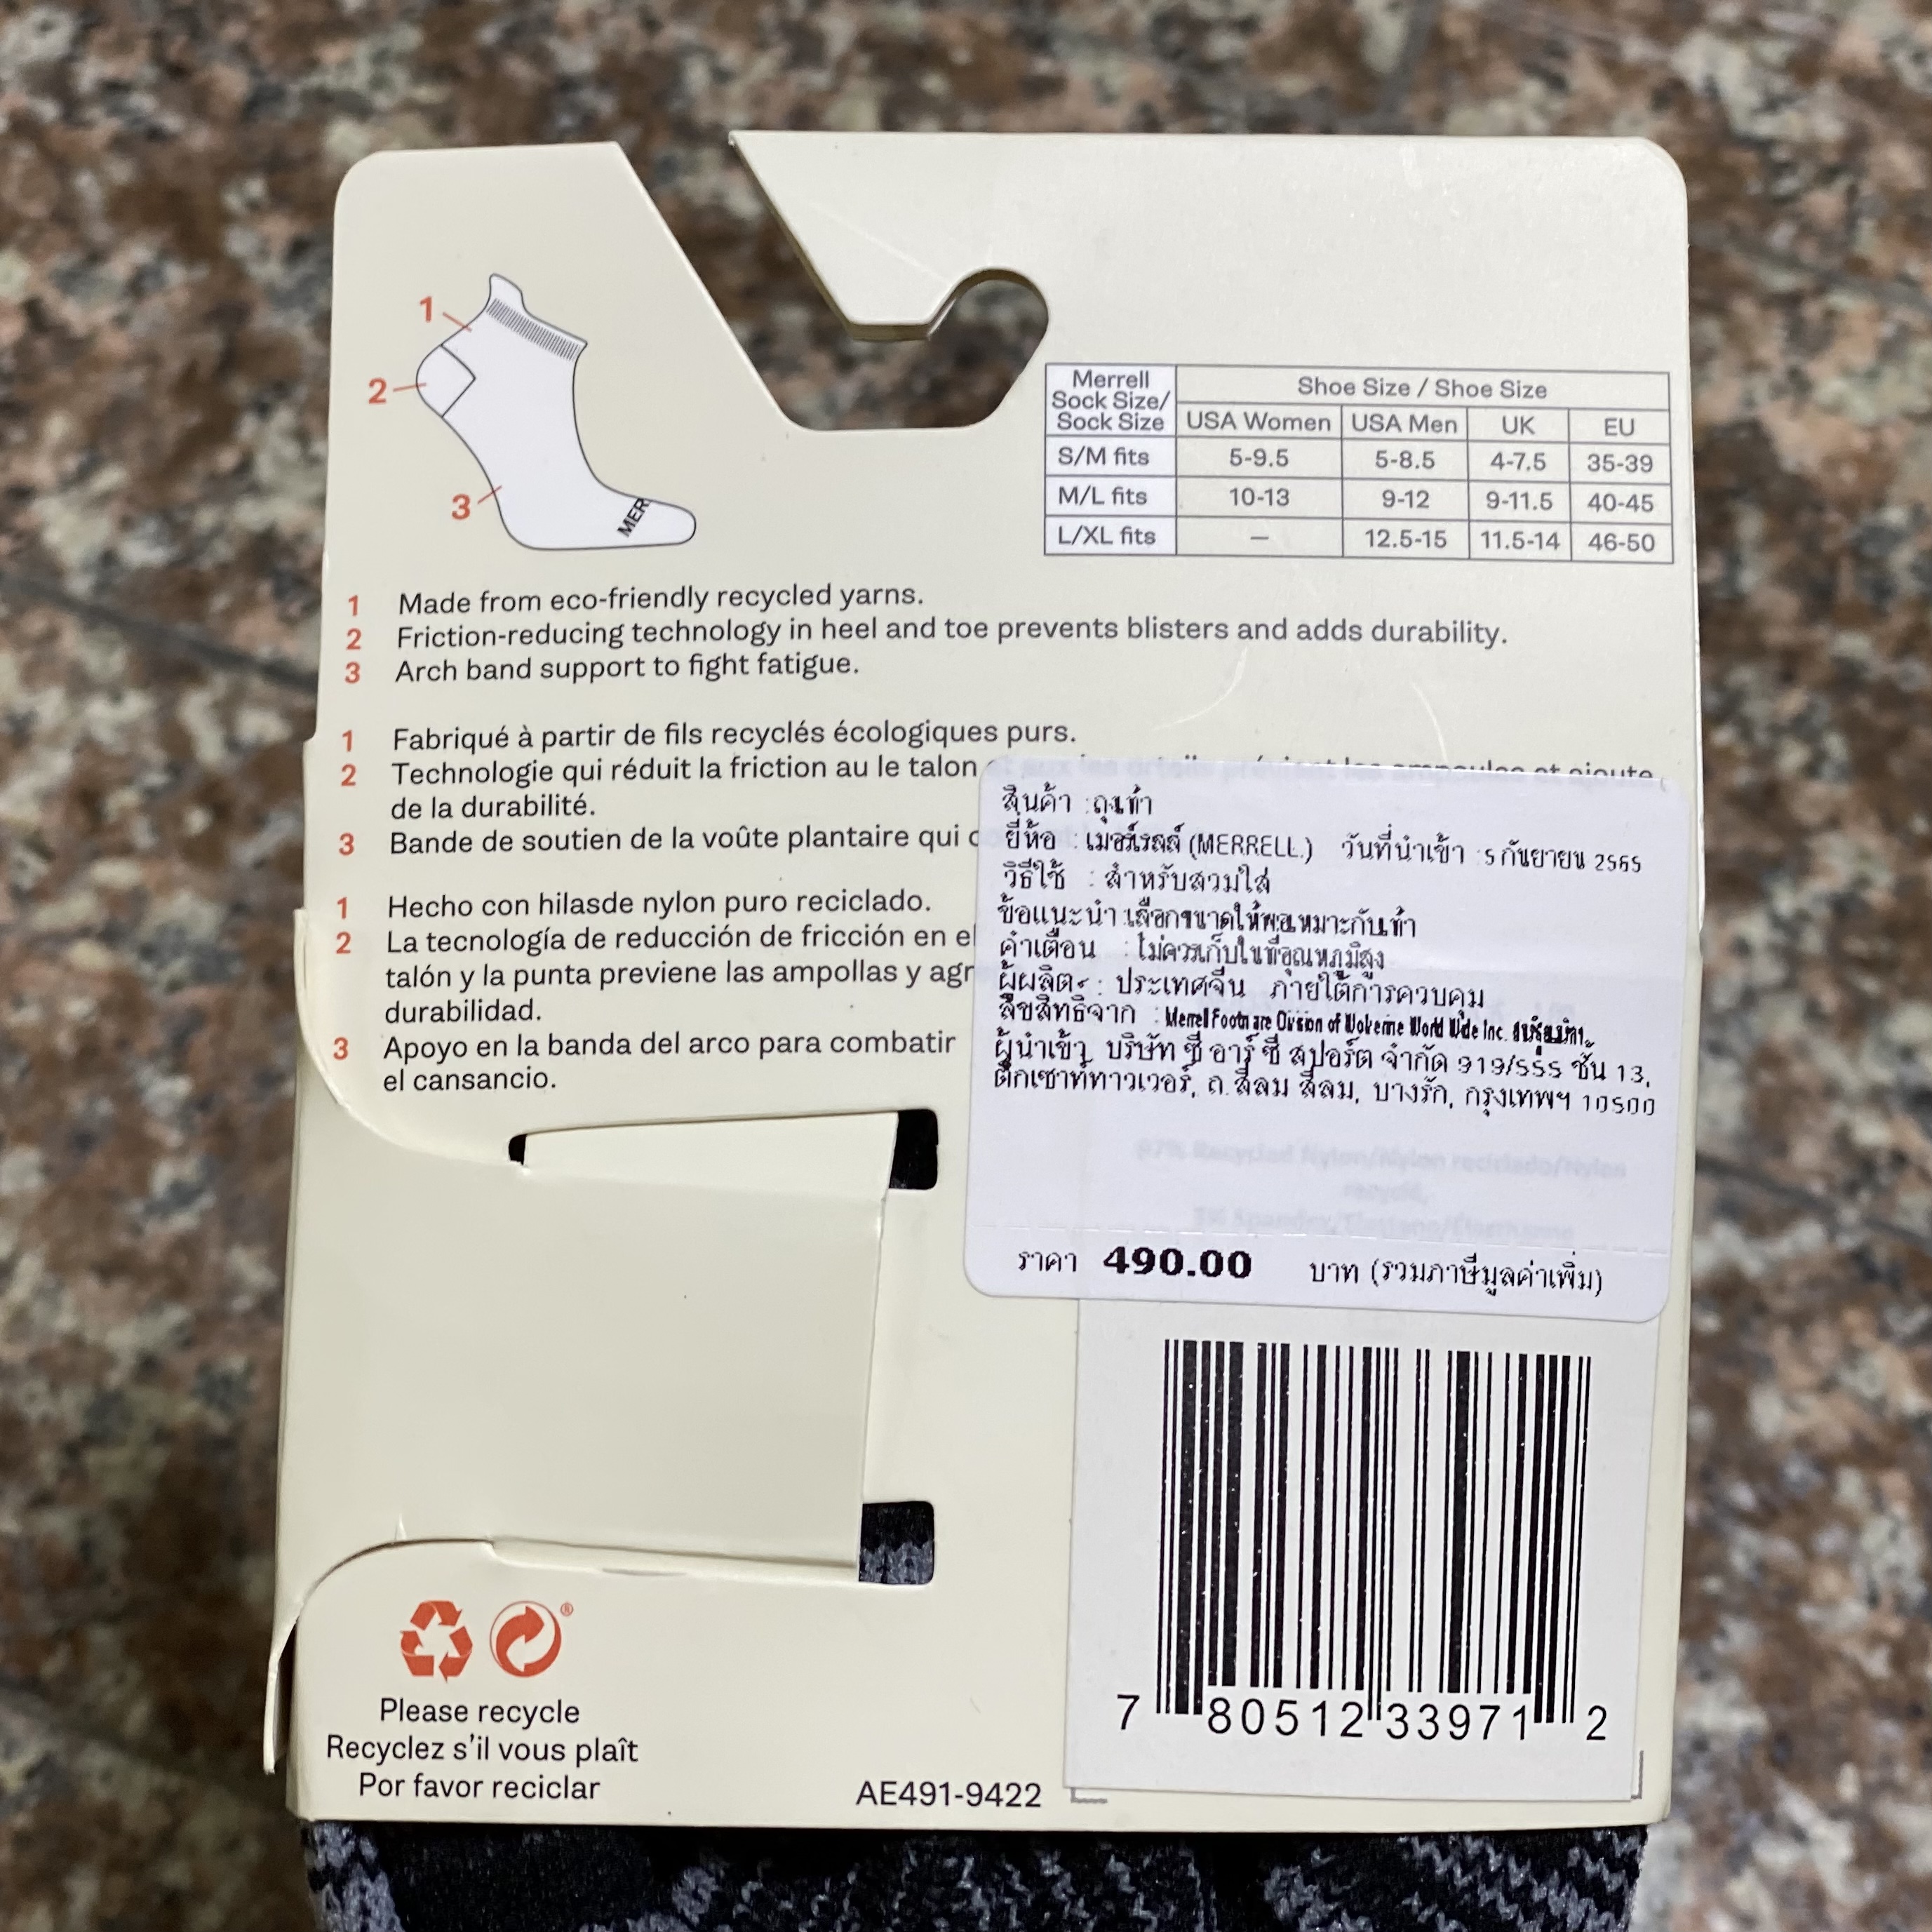 1
2
3
MER
Merrell
Sock Size/
Sock Size
Shoe Size / Shoe Size
USA Women USA Men UK EU
S/M fits 5-9.5 5-8.5 4-7.5 35-39
M/L fits 10-13 9-12 9-11.5 40-45
L/XL fits — 12.5-15 11.5-14 46-50
1 Made from eco-friendly recycled yarns.
2 Friction-reducing technology in heel and toe prevents blisters and adds durability.
3 Arch band support to fight fatigue.
1 Fabriqué à partir de fils recyclés écologiques purs.
2 Technologie qui réduit la friction au le talon et aux les orteils prévient les ampoules et ajoute
de la durabilité.
3 Bande de soutien de la voûte plantaire qui
1 Hecho con hilasde nylon puro reciclado.
2 La tecnología de reducción de fricción en el
talón y la punta previene las ampollas y agr
durabilidad.
3 Apoyo en la banda del arco para combatir
el cansancio.
สินค้า : ถุงเท้า
ยี่ห้อ : เมอร์เรลล์ (MERRELL) วันที่นำเข้า : 5 กันยายน 2565
วิธีใช้ : สำหรับสวมใส่
ข้อแนะนำ : เลือกขนาดให้พอเหมาะกับเท้า
คำเตือน : ไม่ควรเก็บในที่อุณหภูมิสูง
ผู้ผลิต : ประเทศจีน ภายใต้การควบคุม
ลิขสิทธิ์จาก : Merrell Footware Division of Wolverine World Wide Inc.
ผู้นำเข้า บริษัท ซี อาร์ ซี สปอร์ต จำกัด 919/555 ชั้น 13,
ตึกเซาท์ทาวเวอร์, ถ.สีลม สีลม, บางรัก, กรุงเทพฯ 10500
97% Recycled Nylon/Nylon reciclado/Nylon
recyclé,
3% Spandex/Elastano/Élasthanne
ราคา 490.00 บาท (รวมภาษีมูลค่าเพิ่ม)
7 80512 33971 2
®
Please recycle
Recyclez s'il vous plaît
Por favor reciclar
AE491-9422